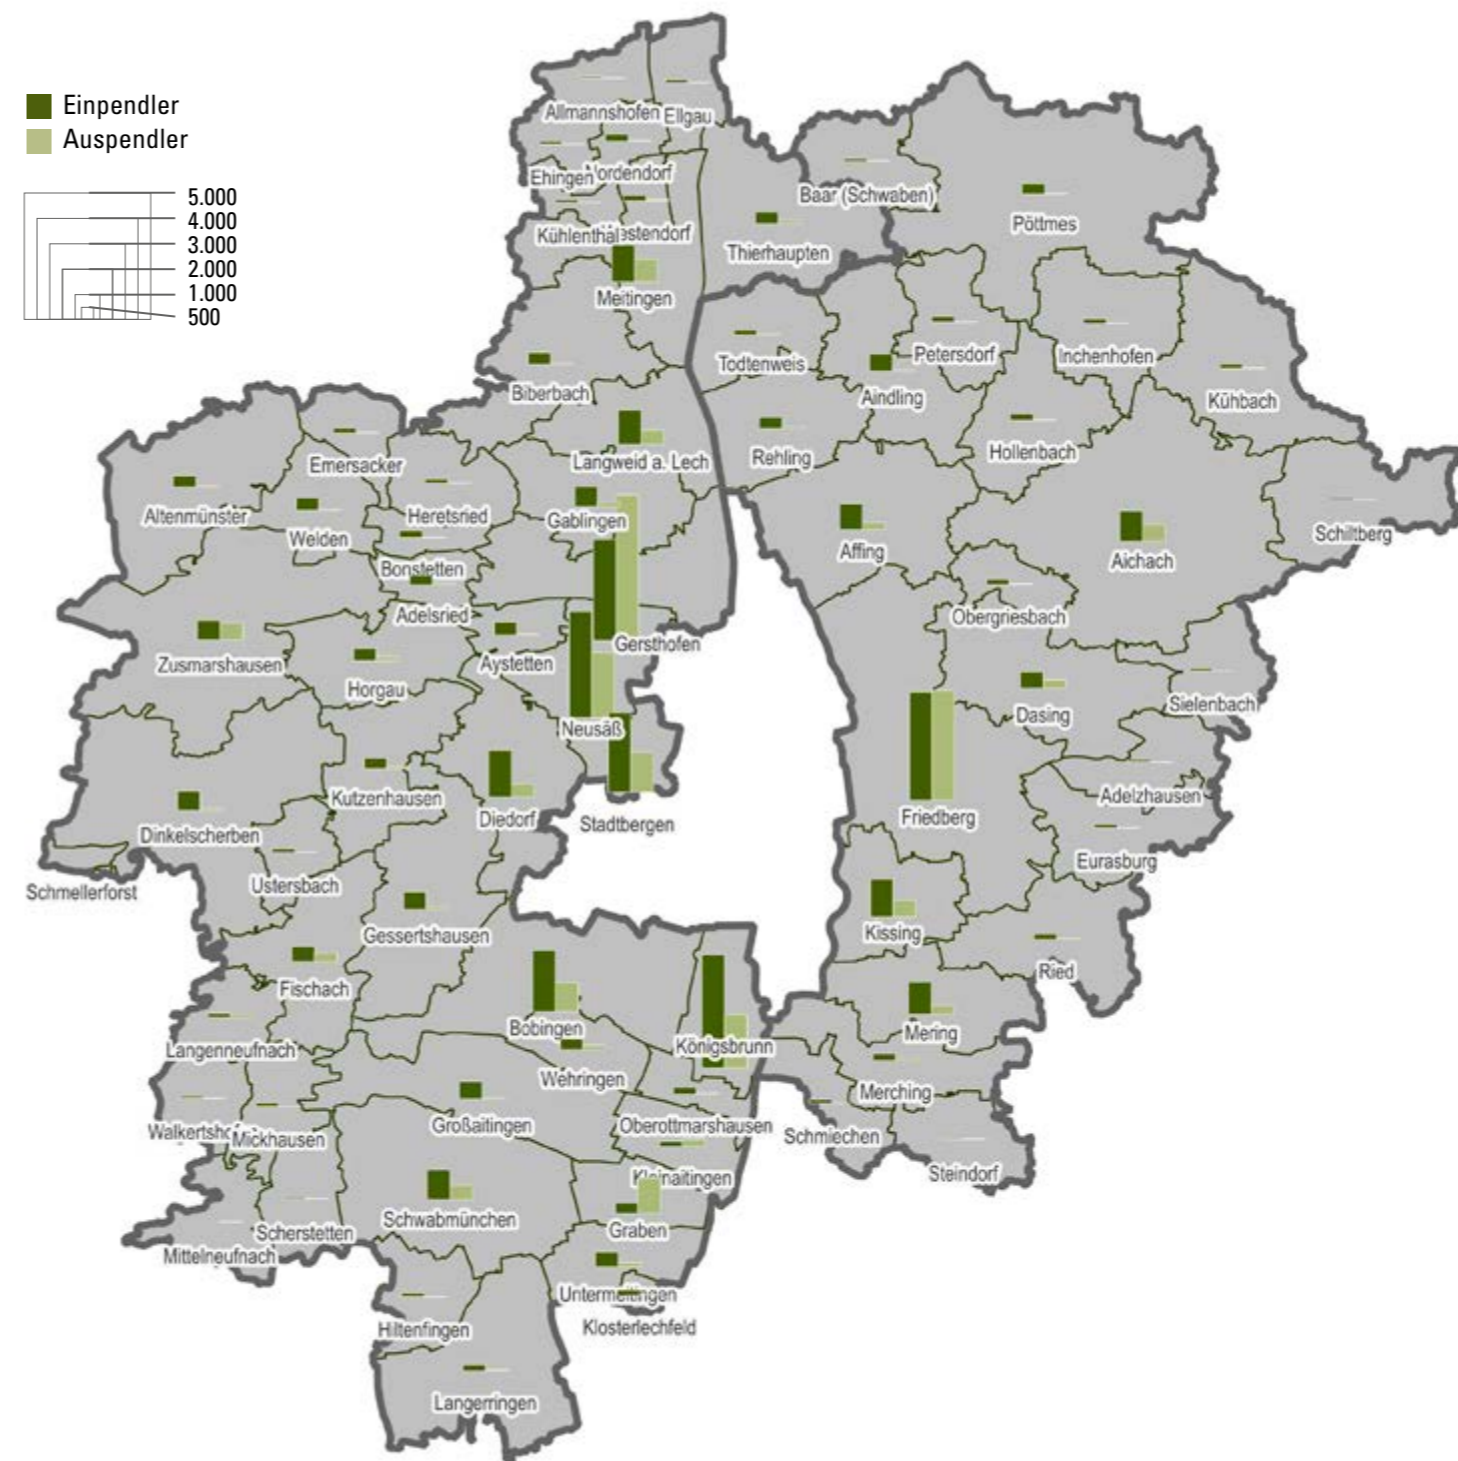 Einpendler
Auspendler
5.000
4.000
3.000
2.000
1.000
500
Allmannshofen
Ellgau
Ehingen
Nordendorf
Baar (Schwaben)
Pöttmes
Kühlenthal
Thierhaupten
Meitingen
Todtenweis
Petersdorf
Inchenhofen
Biberbach
Aindling
Kühbach
Emersacker
Langweid a. Lech
Rehling
Hollenbach
Altenmünster
Welden
Heretsried
Gablingen
Affing
Aichach
Schiltberg
Bonstetten
Adelsried
Obergriesbach
Zusmarshausen
Horgau
Aystetten
Gersthofen
Neusäß
Dasing
Sielenbach
Kutzenhausen
Adelzhausen
Dinkelscherben
Diedorf
Stadtbergen
Friedberg
Eurasburg
Schmellerforst
Ustersbach
Gessertshausen
Kissing
Fischach
Ried
Bobingen
Königsbrunn
Mering
Langenneufnach
Wehringen
Merching
Mickhausen
Großaitingen
Oberottmarshausen
Schmiechen
Steindorf
Kleinaitingen
Schwabmünchen
Graben
Scherstetten
Mittelneufnach
Untermeitingen
Hiltenfingen
Klosterlechfeld
Langerringen